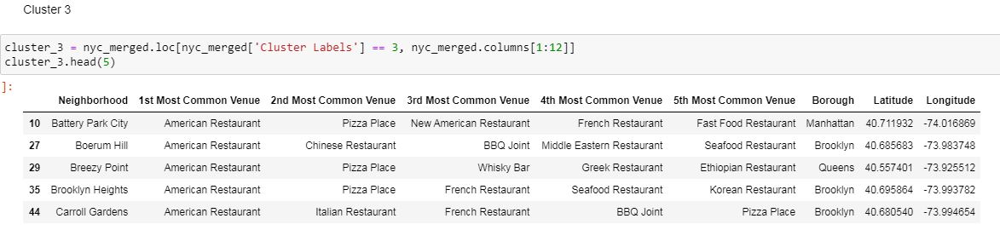 Cluster 3
cluster_3 = nyc_merged.loc[nyc_merged['Cluster Labels'] == 3, nyc_merged.columns[1:12]]
cluster_3.head(5)
]:
Neighborhood 1st Most Common Venue 2nd Most Common Venue 3rd Most Common Venue 4th Most Common Venue 5th Most Common Venue Borough Latitude Longitude
10 Battery Park City American Restaurant Pizza Place New American Restaurant French Restaurant Fast Food Restaurant Manhattan 40.711932 -74.016869
27 Boerum Hill American Restaurant Chinese Restaurant BBQ Joint Middle Eastern Restaurant Seafood Restaurant Brooklyn 40.685683 -73.983748
29 Breezy Point American Restaurant Pizza Place Whisky Bar Greek Restaurant Ethiopian Restaurant Queens 40.557401 -73.925512
35 Brooklyn Heights American Restaurant Pizza Place French Restaurant Seafood Restaurant Korean Restaurant Brooklyn 40.695864 -73.993782
44 Carroll Gardens American Restaurant Italian Restaurant French Restaurant BBQ Joint Pizza Place Brooklyn 40.680540 -73.994654